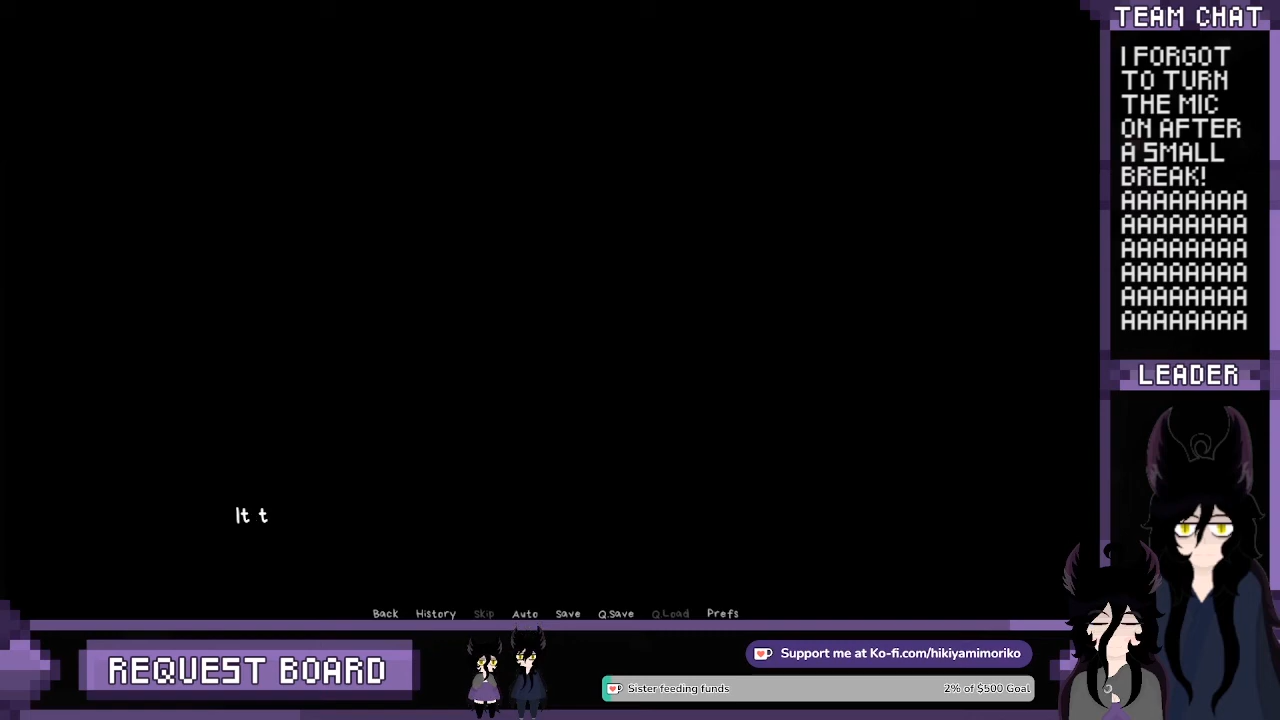 TEAM CHAT
I FORGOT
TO TURN
THE MIC
ON AFTER
A SMALL
BREAK!
AAAAAAAA
AAAAAAAA
AAAAAAAA
AAAAAAAA
AAAAAAAA
AAAAAAAA
LEADER
It t
Back History Skip Auto Save Q.Save Q.Load Prefs
REQUEST BOARD
Support me at Ko-fi.com/hikiyamimoriko
Sister feeding funds 2% of $500 Goal